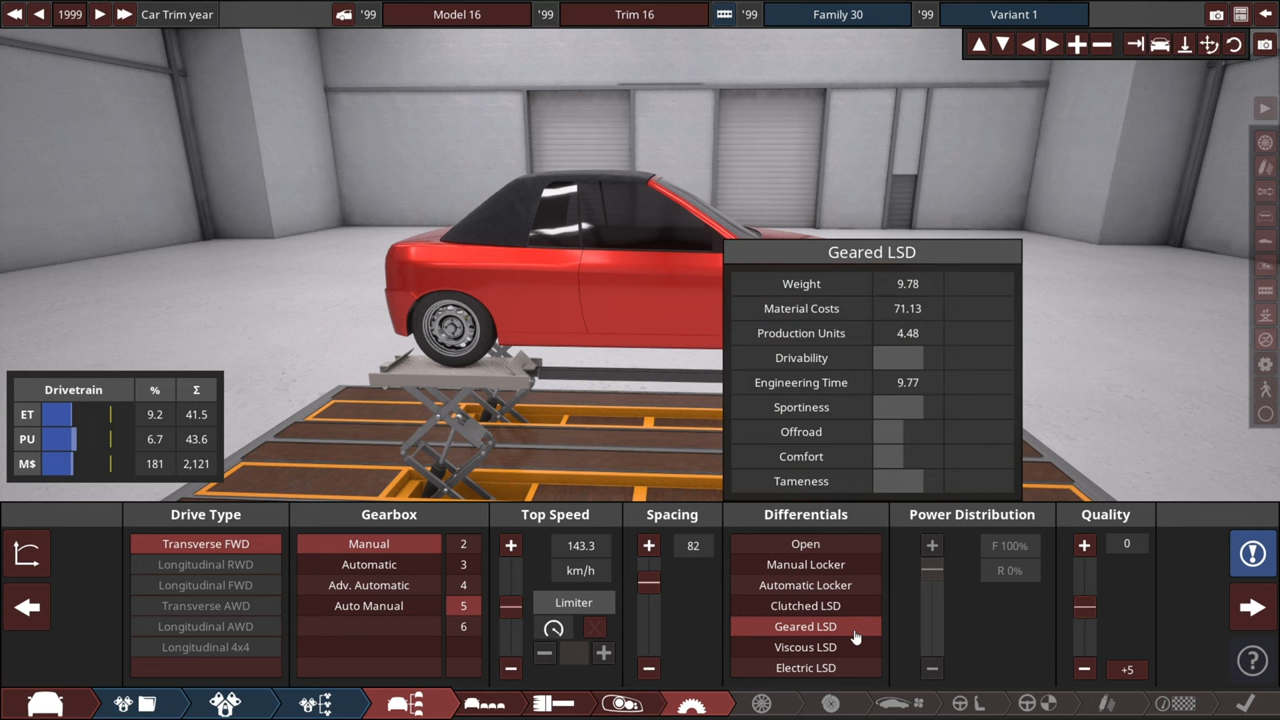 1999 Car Trim year '99 Model 16 '99 Trim 16 '99 Family 30 '99 Variant 1
Geared LSD
Weight 9.78
Material Costs 71.13
Production Units 4.48
Drivability
Engineering Time 9.77
Sportiness
Offroad
Comfort
Tameness
Drivetrain % Σ
ET 9.2 41.5
PU 6.7 43.6
M$ 181 2,121
Drive Type
Transverse FWD
Longitudinal RWD
Longitudinal FWD
Transverse AWD
Longitudinal AWD
Longitudinal 4x4
Gearbox
Manual 2
Automatic 3
Adv. Automatic 4
Auto Manual 5
6
Top Speed
143.3
km/h
Limiter
Spacing
82
Differentials
Open
Manual Locker
Automatic Locker
Clutched LSD
Geared LSD
Viscous LSD
Electric LSD
Power Distribution
F 100%
R 0%
Quality
0
+5